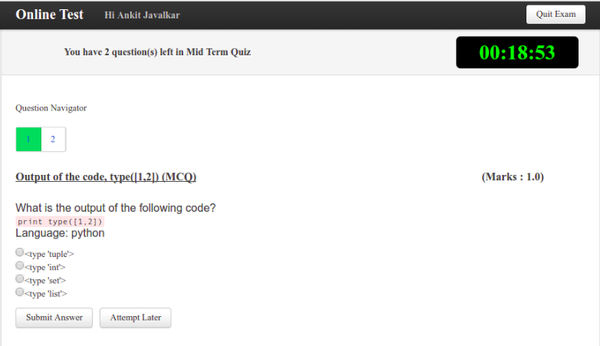 Online Test Hi Ankit Javalkar Quit Exam
You have 2 question(s) left in Mid Term Quiz 00:18:53
Question Navigator
1 2
Output of the code, type([1,2]) (MCQ) (Marks : 1.0)
What is the output of the following code?
print type([1,2])
Language: python
<type 'tuple'>
<type 'int'>
<type 'set'>
<type 'list'>
Submit Answer Attempt Later